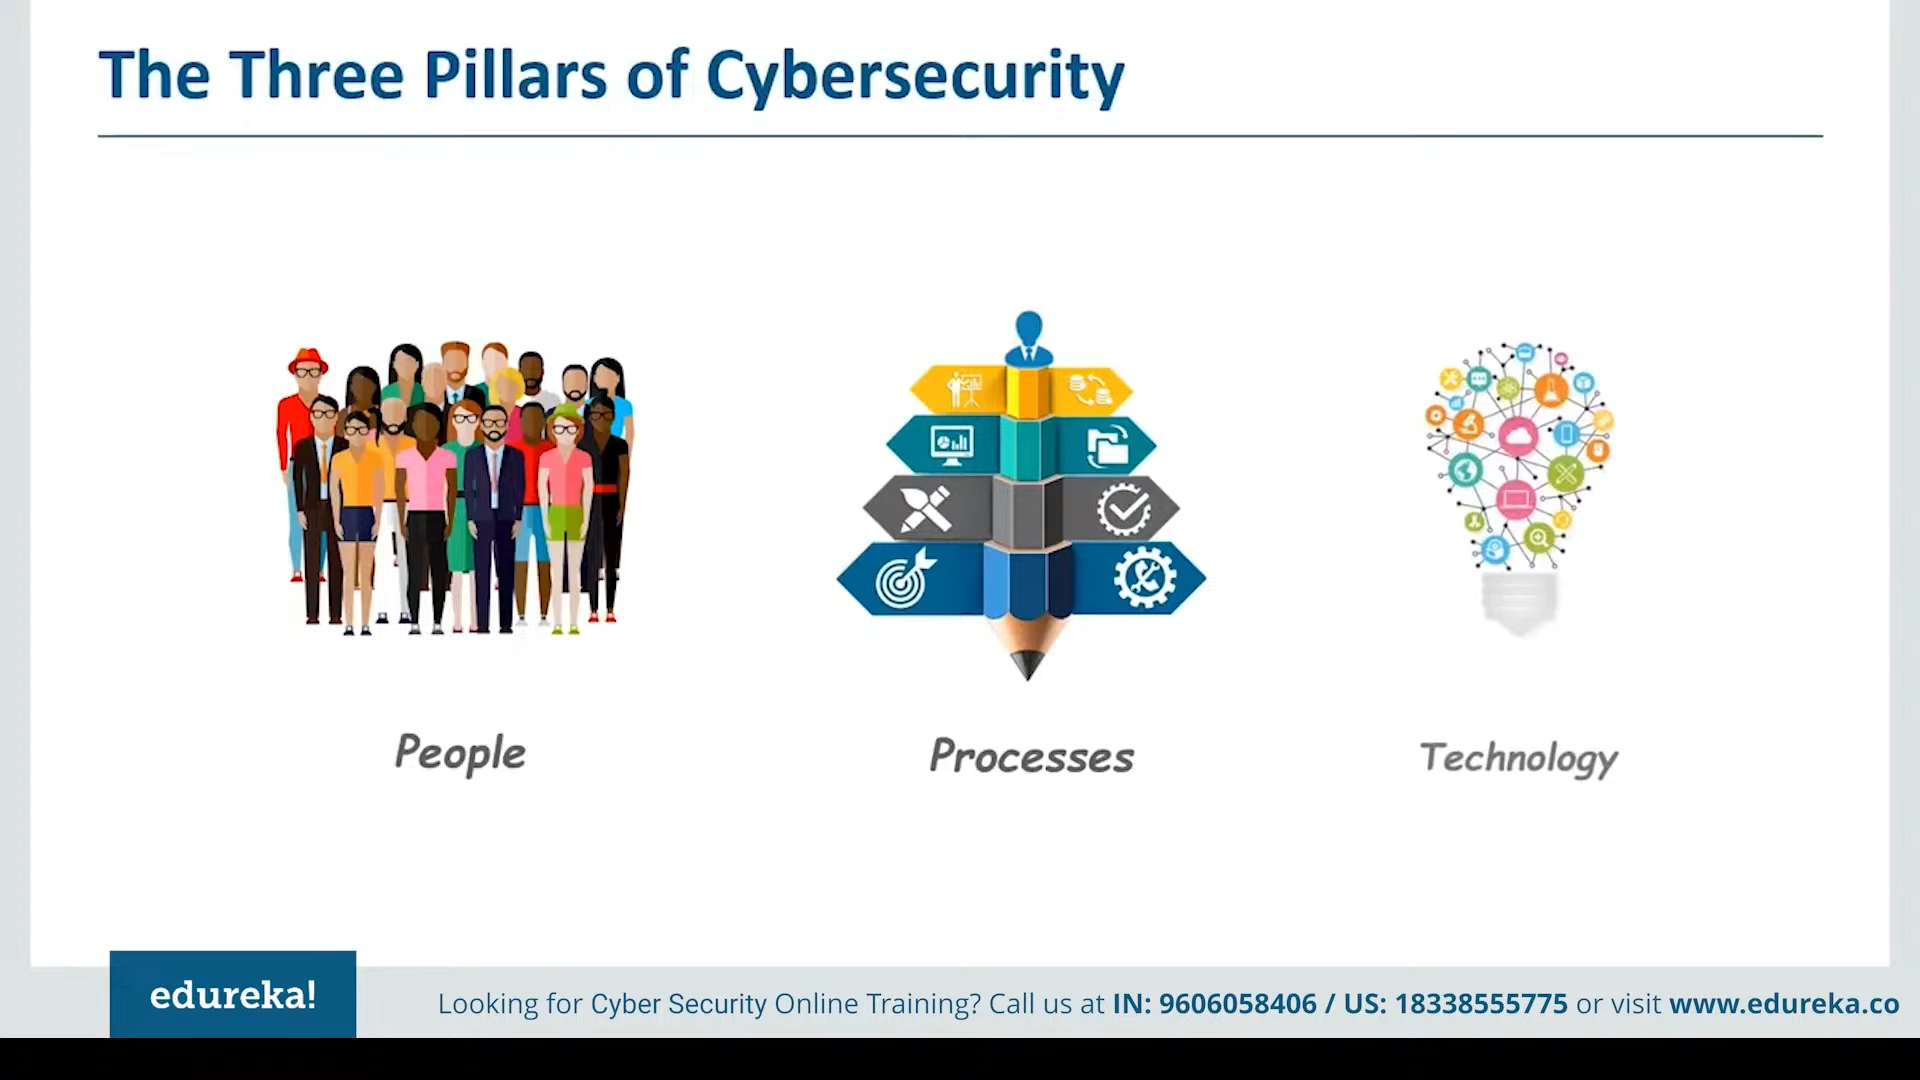 The Three Pillars of Cybersecurity
People
Processes
Technology
edureka!
Looking for Cyber Security Online Training? Call us at IN: 9606058406 / US: 18338555775 or visit www.edureka.co